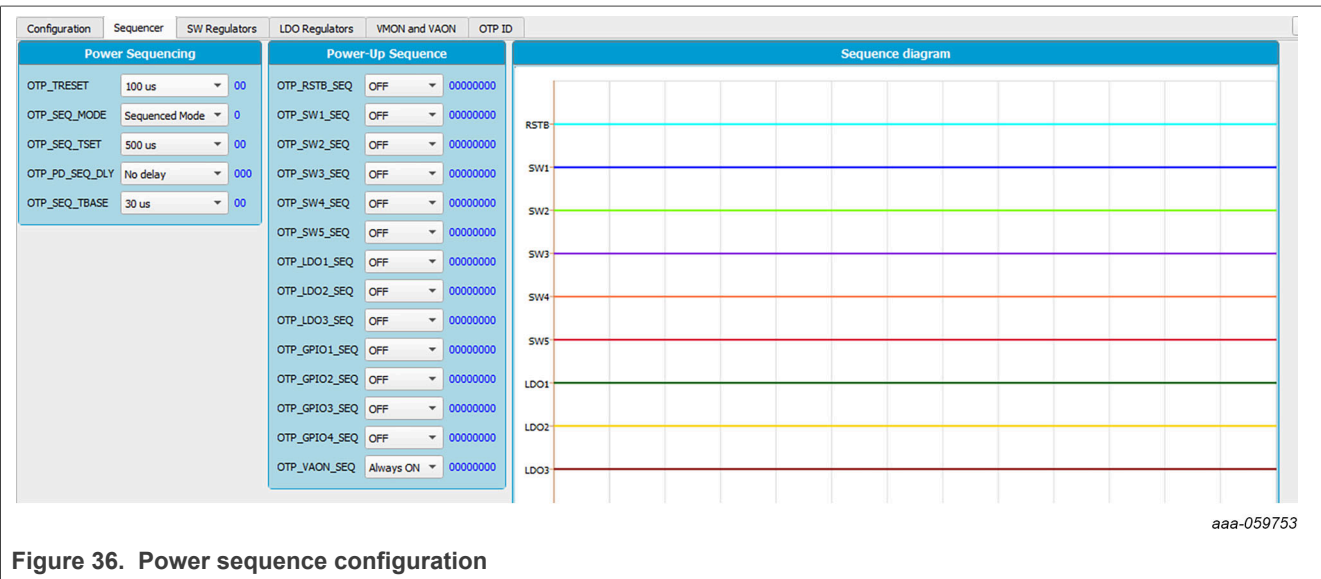 Configuration Sequencer SW Regulators LDO Regulators VMON and VAON OTP ID
Power Sequencing
OTP_TRESET 100 us 00
OTP_SEQ_MODE Sequenced Mode 0
OTP_SEQ_TSET 500 us 00
OTP_PD_SEQ_DLY No delay 000
OTP_SEQ_TBASE 30 us 00
Power-Up Sequence
OTP_RSTB_SEQ OFF 00000000
OTP_SW1_SEQ OFF 00000000
OTP_SW2_SEQ OFF 00000000
OTP_SW3_SEQ OFF 00000000
OTP_SW4_SEQ OFF 00000000
OTP_SW5_SEQ OFF 00000000
OTP_LDO1_SEQ OFF 00000000
OTP_LDO2_SEQ OFF 00000000
OTP_LDO3_SEQ OFF 00000000
OTP_GPIO1_SEQ OFF 00000000
OTP_GPIO2_SEQ OFF 00000000
OTP_GPIO3_SEQ OFF 00000000
OTP_GPIO4_SEQ OFF 00000000
OTP_VAON_SEQ Always ON 00000000
Sequence diagram
RSTB
SW1
SW2
SW3
SW4
SW5
LDO1
LDO2
LDO3
aaa-059753
Figure 36. Power sequence configuration